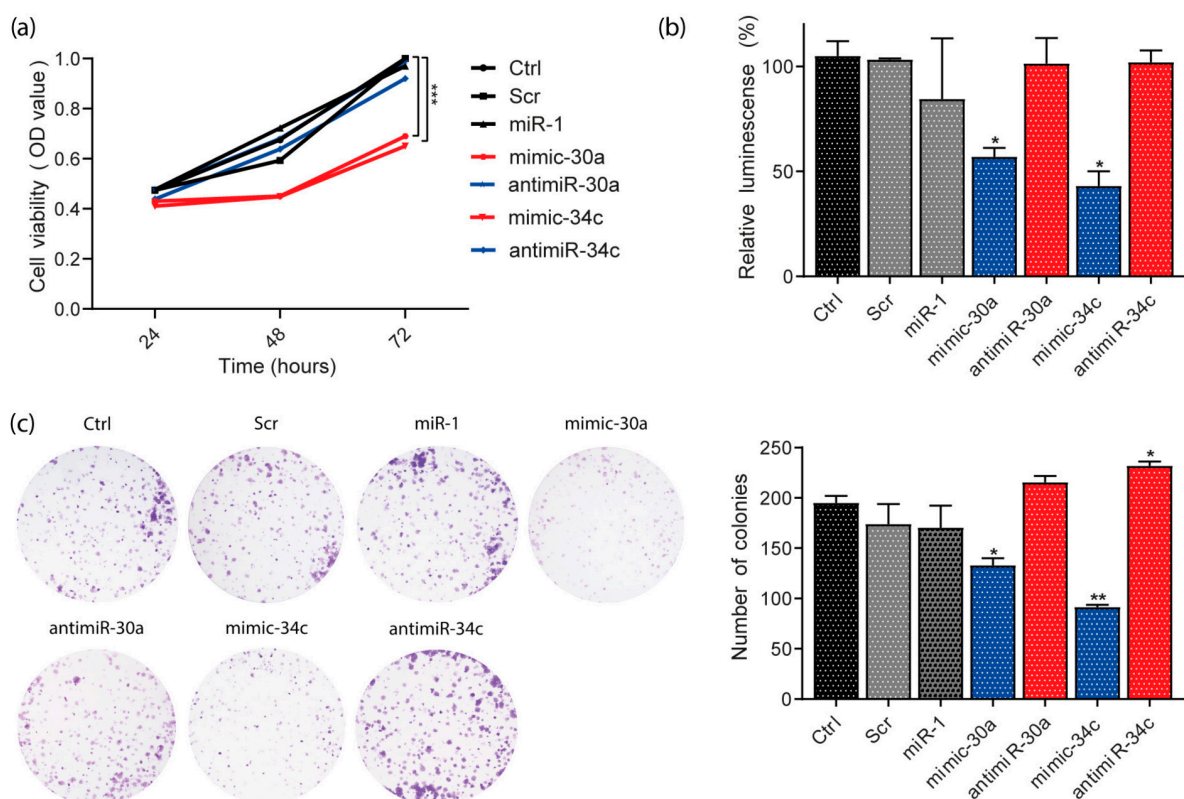 (a)
Cell viability (OD value)
1.0
0.8
0.6
0.4
0.2
0.0
24
48
72
Time (hours)
***
Ctrl
Scr
miR-1
mimic-30a
antimiR-30a
mimic-34c
antimiR-34c
(b)
Relative luminescense (%)
100
50
0
*
*
Ctrl
Scr
miR-1
mimic-30a
antimiR-30a
mimic-34c
antimiR-34c
(c)
Ctrl
Scr
miR-1
mimic-30a
antimiR-30a
mimic-34c
antimiR-34c
Number of colonies
250
200
150
100
50
0
*
**
*
Ctrl
Scr
miR-1
mimic-30a
antimiR-30a
mimic-34c
antimiR-34c